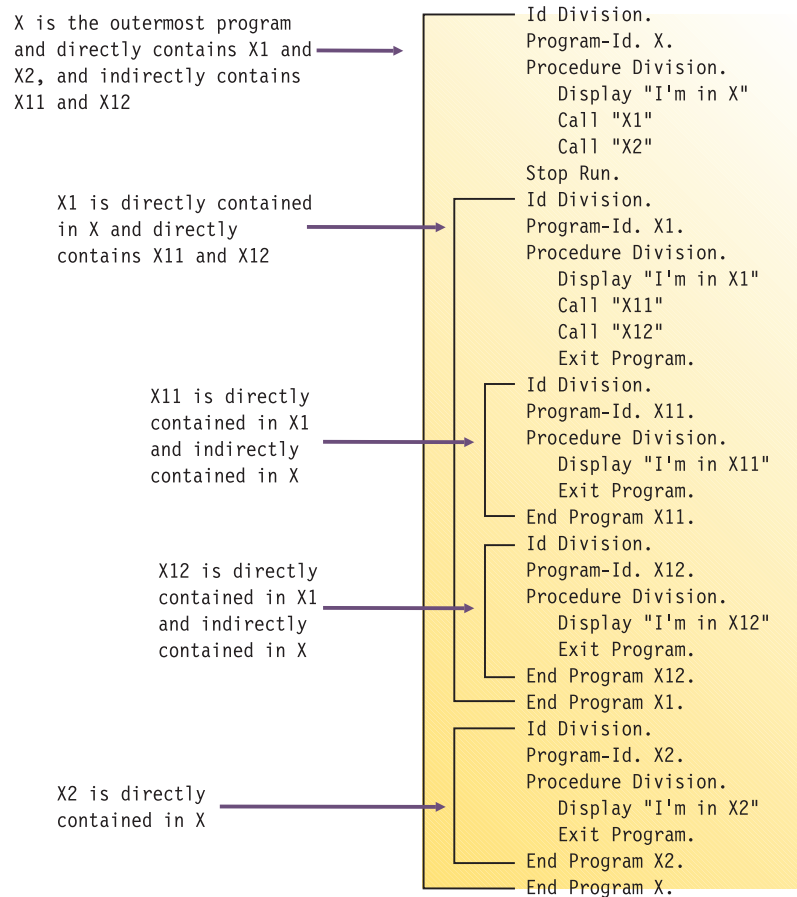 X is the outermost program
and directly contains X1 and
X2, and indirectly contains
X11 and X12
X1 is directly contained
in X and directly
contains X11 and X12
X11 is directly
contained in X1
and indirectly
contained in X
X12 is directly
contained in X1
and indirectly
contained in X
X2 is directly
contained in X
Id Division.
Program-Id. X.
Procedure Division.
Display "I'm in X"
Call "X1"
Call "X2"
Stop Run.
Id Division.
Program-Id. X1.
Procedure Division.
Display "I'm in X1"
Call "X11"
Call "X12"
Exit Program.
Id Division.
Program-Id. X11.
Procedure Division.
Display "I'm in X11"
Exit Program.
End Program X11.
Id Division.
Program-Id. X12.
Procedure Division.
Display "I'm in X12"
Exit Program.
End Program X12.
End Program X1.
Id Division.
Program-Id. X2.
Procedure Division.
Display "I'm in X2"
Exit Program.
End Program X2.
End Program X.